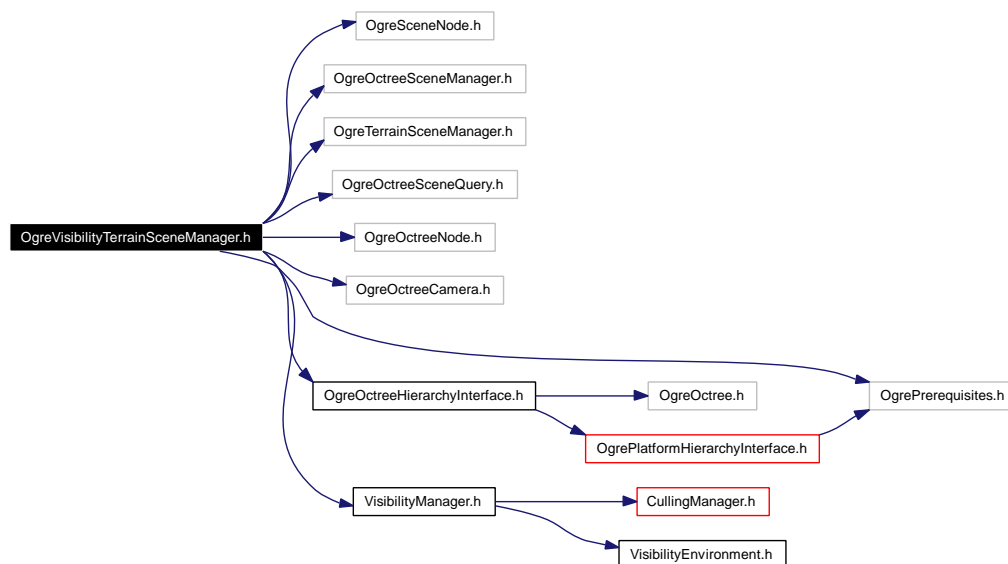 OgreSceneNode.h
OgreOctreeSceneManager.h
OgreTerrainSceneManager.h
OgreOctreeSceneQuery.h
OgreVisibilityTerrainSceneManager.h
OgreOctreeNode.h
OgreOctreeCamera.h
OgreOctreeHierarchyInterface.h
OgreOctree.h
OgrePrerequisites.h
OgrePlatformHierarchyInterface.h
VisibilityManager.h
CullingManager.h
VisibilityEnvironment.h